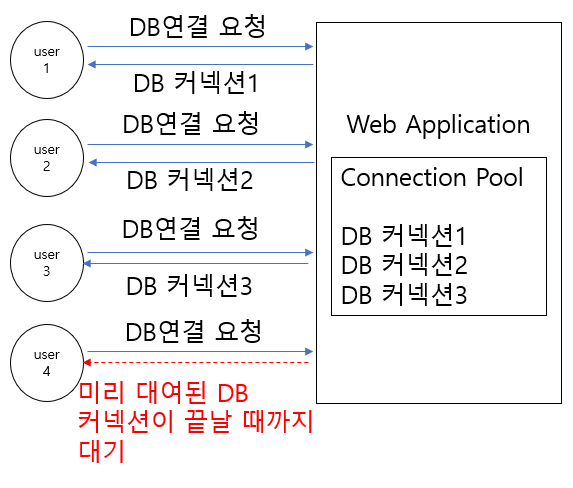 user
1
DB연결 요청
DB 커넥션1
user
2
DB연결 요청
DB 커넥션2
user
3
DB연결 요청
DB 커넥션3
user
4
DB연결 요청
미리 대여된 DB
커넥션이 끝날 때까지
대기
Web Application
Connection Pool
DB 커넥션1
DB 커넥션2
DB 커넥션3